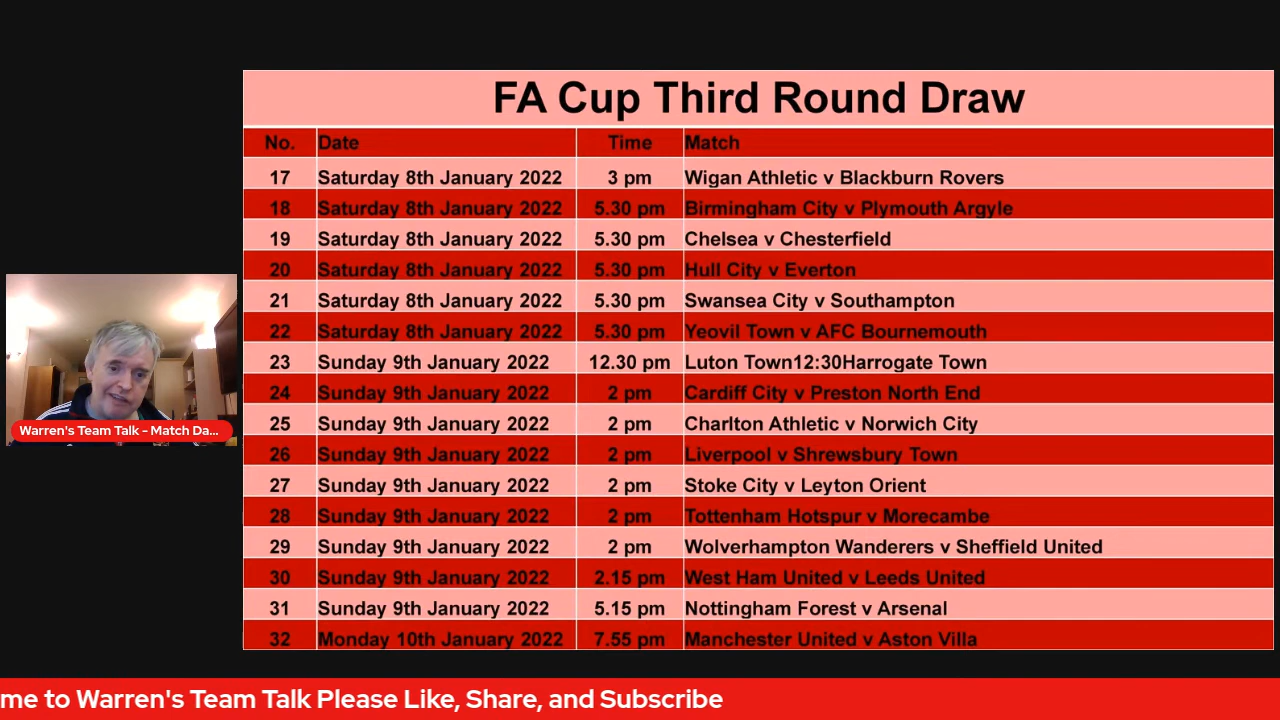 FA Cup Third Round Draw
No. Date Time Match
17 Saturday 8th January 2022 3 pm Wigan Athletic v Blackburn Rovers
18 Saturday 8th January 2022 5.30 pm Birmingham City v Plymouth Argyle
19 Saturday 8th January 2022 5.30 pm Chelsea v Chesterfield
20 Saturday 8th January 2022 5.30 pm Hull City v Everton
21 Saturday 8th January 2022 5.30 pm Swansea City v Southampton
22 Saturday 8th January 2022 5.30 pm Yeovil Town v AFC Bournemouth
23 Sunday 9th January 2022 12.30 pm Luton Town12:30Harrogate Town
24 Sunday 9th January 2022 2 pm Cardiff City v Preston North End
25 Sunday 9th January 2022 2 pm Charlton Athletic v Norwich City
26 Sunday 9th January 2022 2 pm Liverpool v Shrewsbury Town
27 Sunday 9th January 2022 2 pm Stoke City v Leyton Orient
28 Sunday 9th January 2022 2 pm Tottenham Hotspur v Morecambe
29 Sunday 9th January 2022 2 pm Wolverhampton Wanderers v Sheffield United
30 Sunday 9th January 2022 2.15 pm West Ham United v Leeds United
31 Sunday 9th January 2022 5.15 pm Nottingham Forest v Arsenal
32 Monday 10th January 2022 7.55 pm Manchester United v Aston Villa
Warren's Team Talk - Match Da...
me to Warren's Team Talk Please Like, Share, and Subscribe